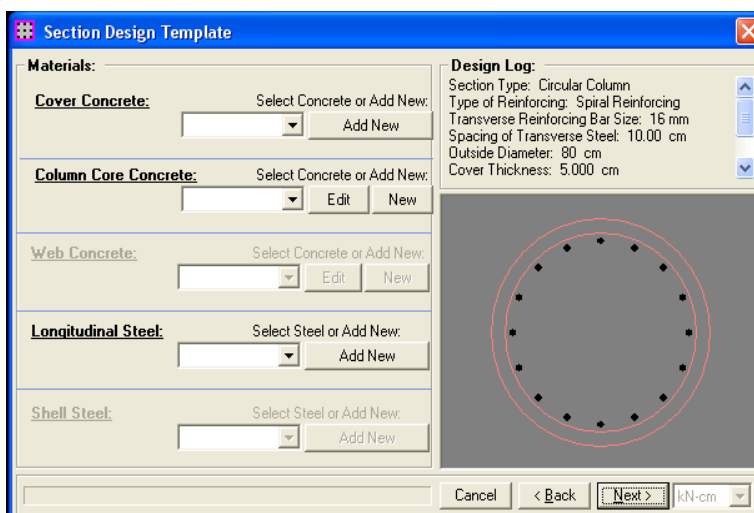 Section Design Template
Materials:
Cover Concrete:
Select Concrete or Add New:
Add New
Column Core Concrete:
Select Concrete or Add New:
Edit
New
Web Concrete:
Select Concrete or Add New:
Edit
New
Longitudinal Steel:
Select Steel or Add New:
Add New
Shell Steel:
Select Steel or Add New:
Add New
Design Log:
Section Type: Circular Column
Type of Reinforcing: Spiral Reinforcing
Transverse Reinforcing Bar Size: 16 mm
Spacing of Transverse Steel: 10.00 cm
Outside Diameter: 80 cm
Cover Thickness: 5.000 cm
Cancel
< Back
Next >
kN-cm